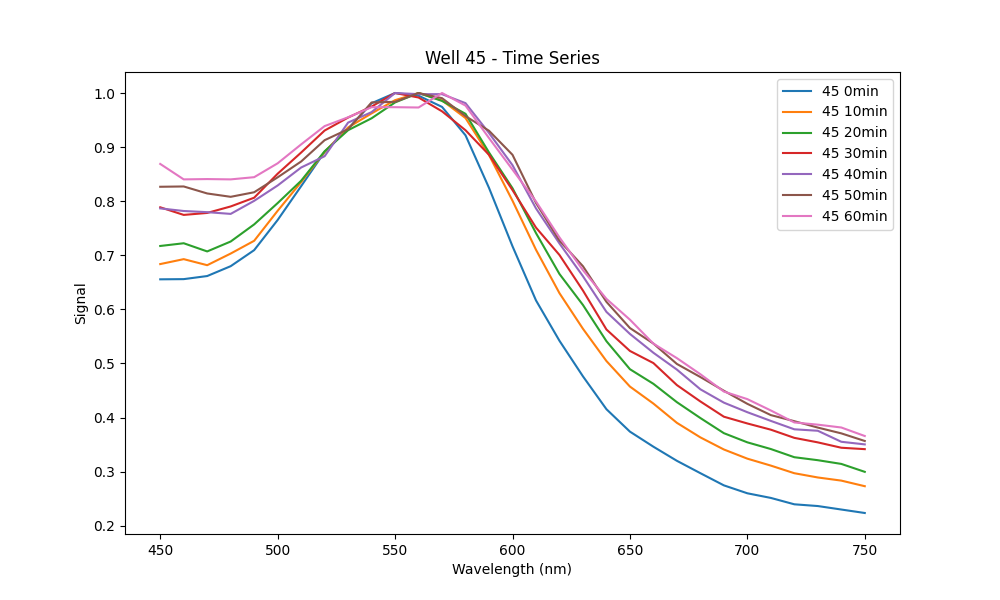 Well 45 - Time Series
1.0
0.9
0.8
0.7
0.6
0.5
0.4
0.3
0.2
Signal
45 0min
45 10min
45 20min
45 30min
45 40min
45 50min
45 60min
450 500 550 600 650 700 750
Wavelength (nm)